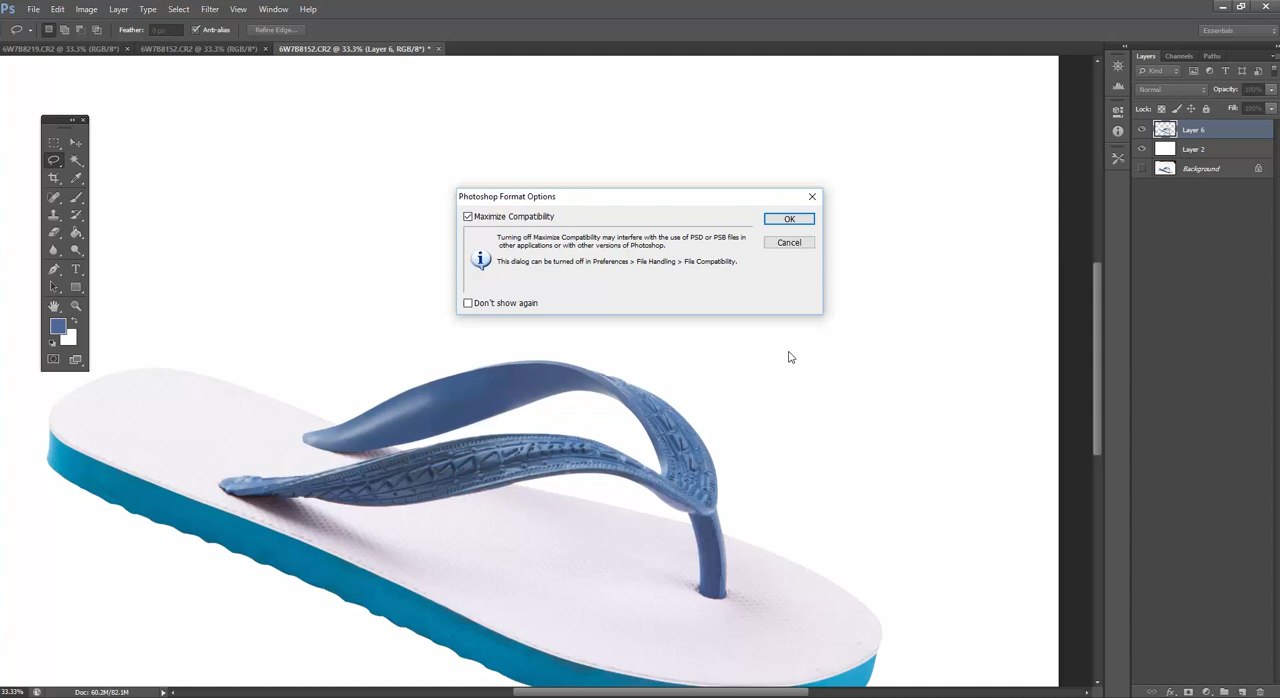 Ps File Edit Image Layer Type Select Filter View Window Help
Feather: 0 px Anti-alias Refine Edge... Essentials
6W7B8219.CR2 @ 33.3% (RGB/8*) × 6W7B8152.CR2 @ 33.3% (RGB/8*) × 6W7B8152.CR2 @ 33.3% (Layer 6, RGB/8*) * ×
Layers Channels Paths
Kind
Normal Opacity: 100%
Lock: Fill: 100%
Layer 6
Layer 2
Background
Photoshop Format Options
Maximize Compatibility
OK
Turning off Maximize Compatibility may interfere with the use of PSD or PSB files in
other applications or with other versions of Photoshop.
Cancel
This dialog can be turned off in Preferences > File Handling > File Compatibility.
Don't show again
33.33% Doc: 60.2M/82.1M